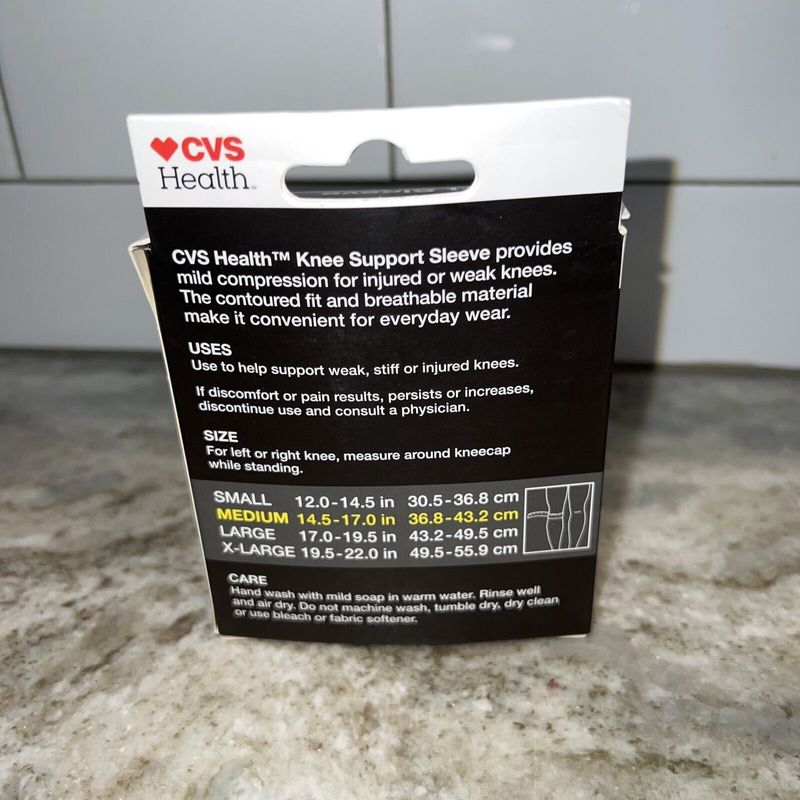 CVS
Health™
CVS Health™ Knee Support Sleeve provides
mild compression for injured or weak knees.
The contoured fit and breathable material
make it convenient for everyday wear.
USES
Use to help support weak, stiff or injured knees.
If discomfort or pain results, persists or increases,
discontinue use and consult a physician.
SIZE
For left or right knee, measure around kneecap
while standing.
SMALL 12.0-14.5 in 30.5-36.8 cm
MEDIUM 14.5-17.0 in 36.8-43.2 cm
LARGE 17.0-19.5 in 43.2-49.5 cm
X-LARGE 19.5-22.0 in 49.5-55.9 cm
CARE
Hand wash with mild soap in warm water. Rinse well
and air dry. Do not machine wash, tumble dry, dry clean
or use bleach or fabric softener.